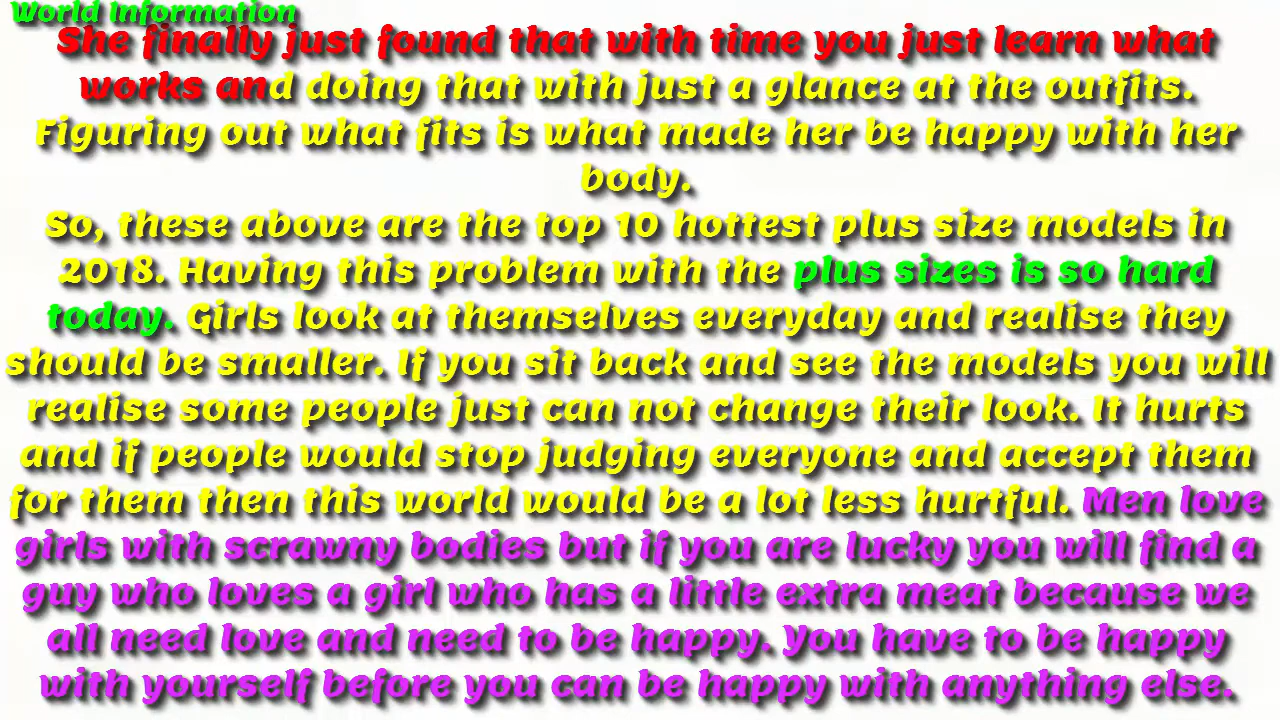 World Information
She finally just found that with time you just learn what
works and doing that with just a glance at the outfits.
Figuring out what fits is what made her be happy with her
body.
So, these above are the top 10 hottest plus size models in
2018. Having this problem with the plus sizes is so hard
today. Girls look at themselves everyday and realise they
should be smaller. If you sit back and see the models you will
realise some people just can not change their look. It hurts
and if people would stop judging everyone and accept them
for them then this world would be a lot less hurtful. Men love
girls with scrawny bodies but if you are lucky you will find a
guy who loves a girl who has a little extra meat because we
all need love and need to be happy. You have to be happy
with yourself before you can be happy with anything else.